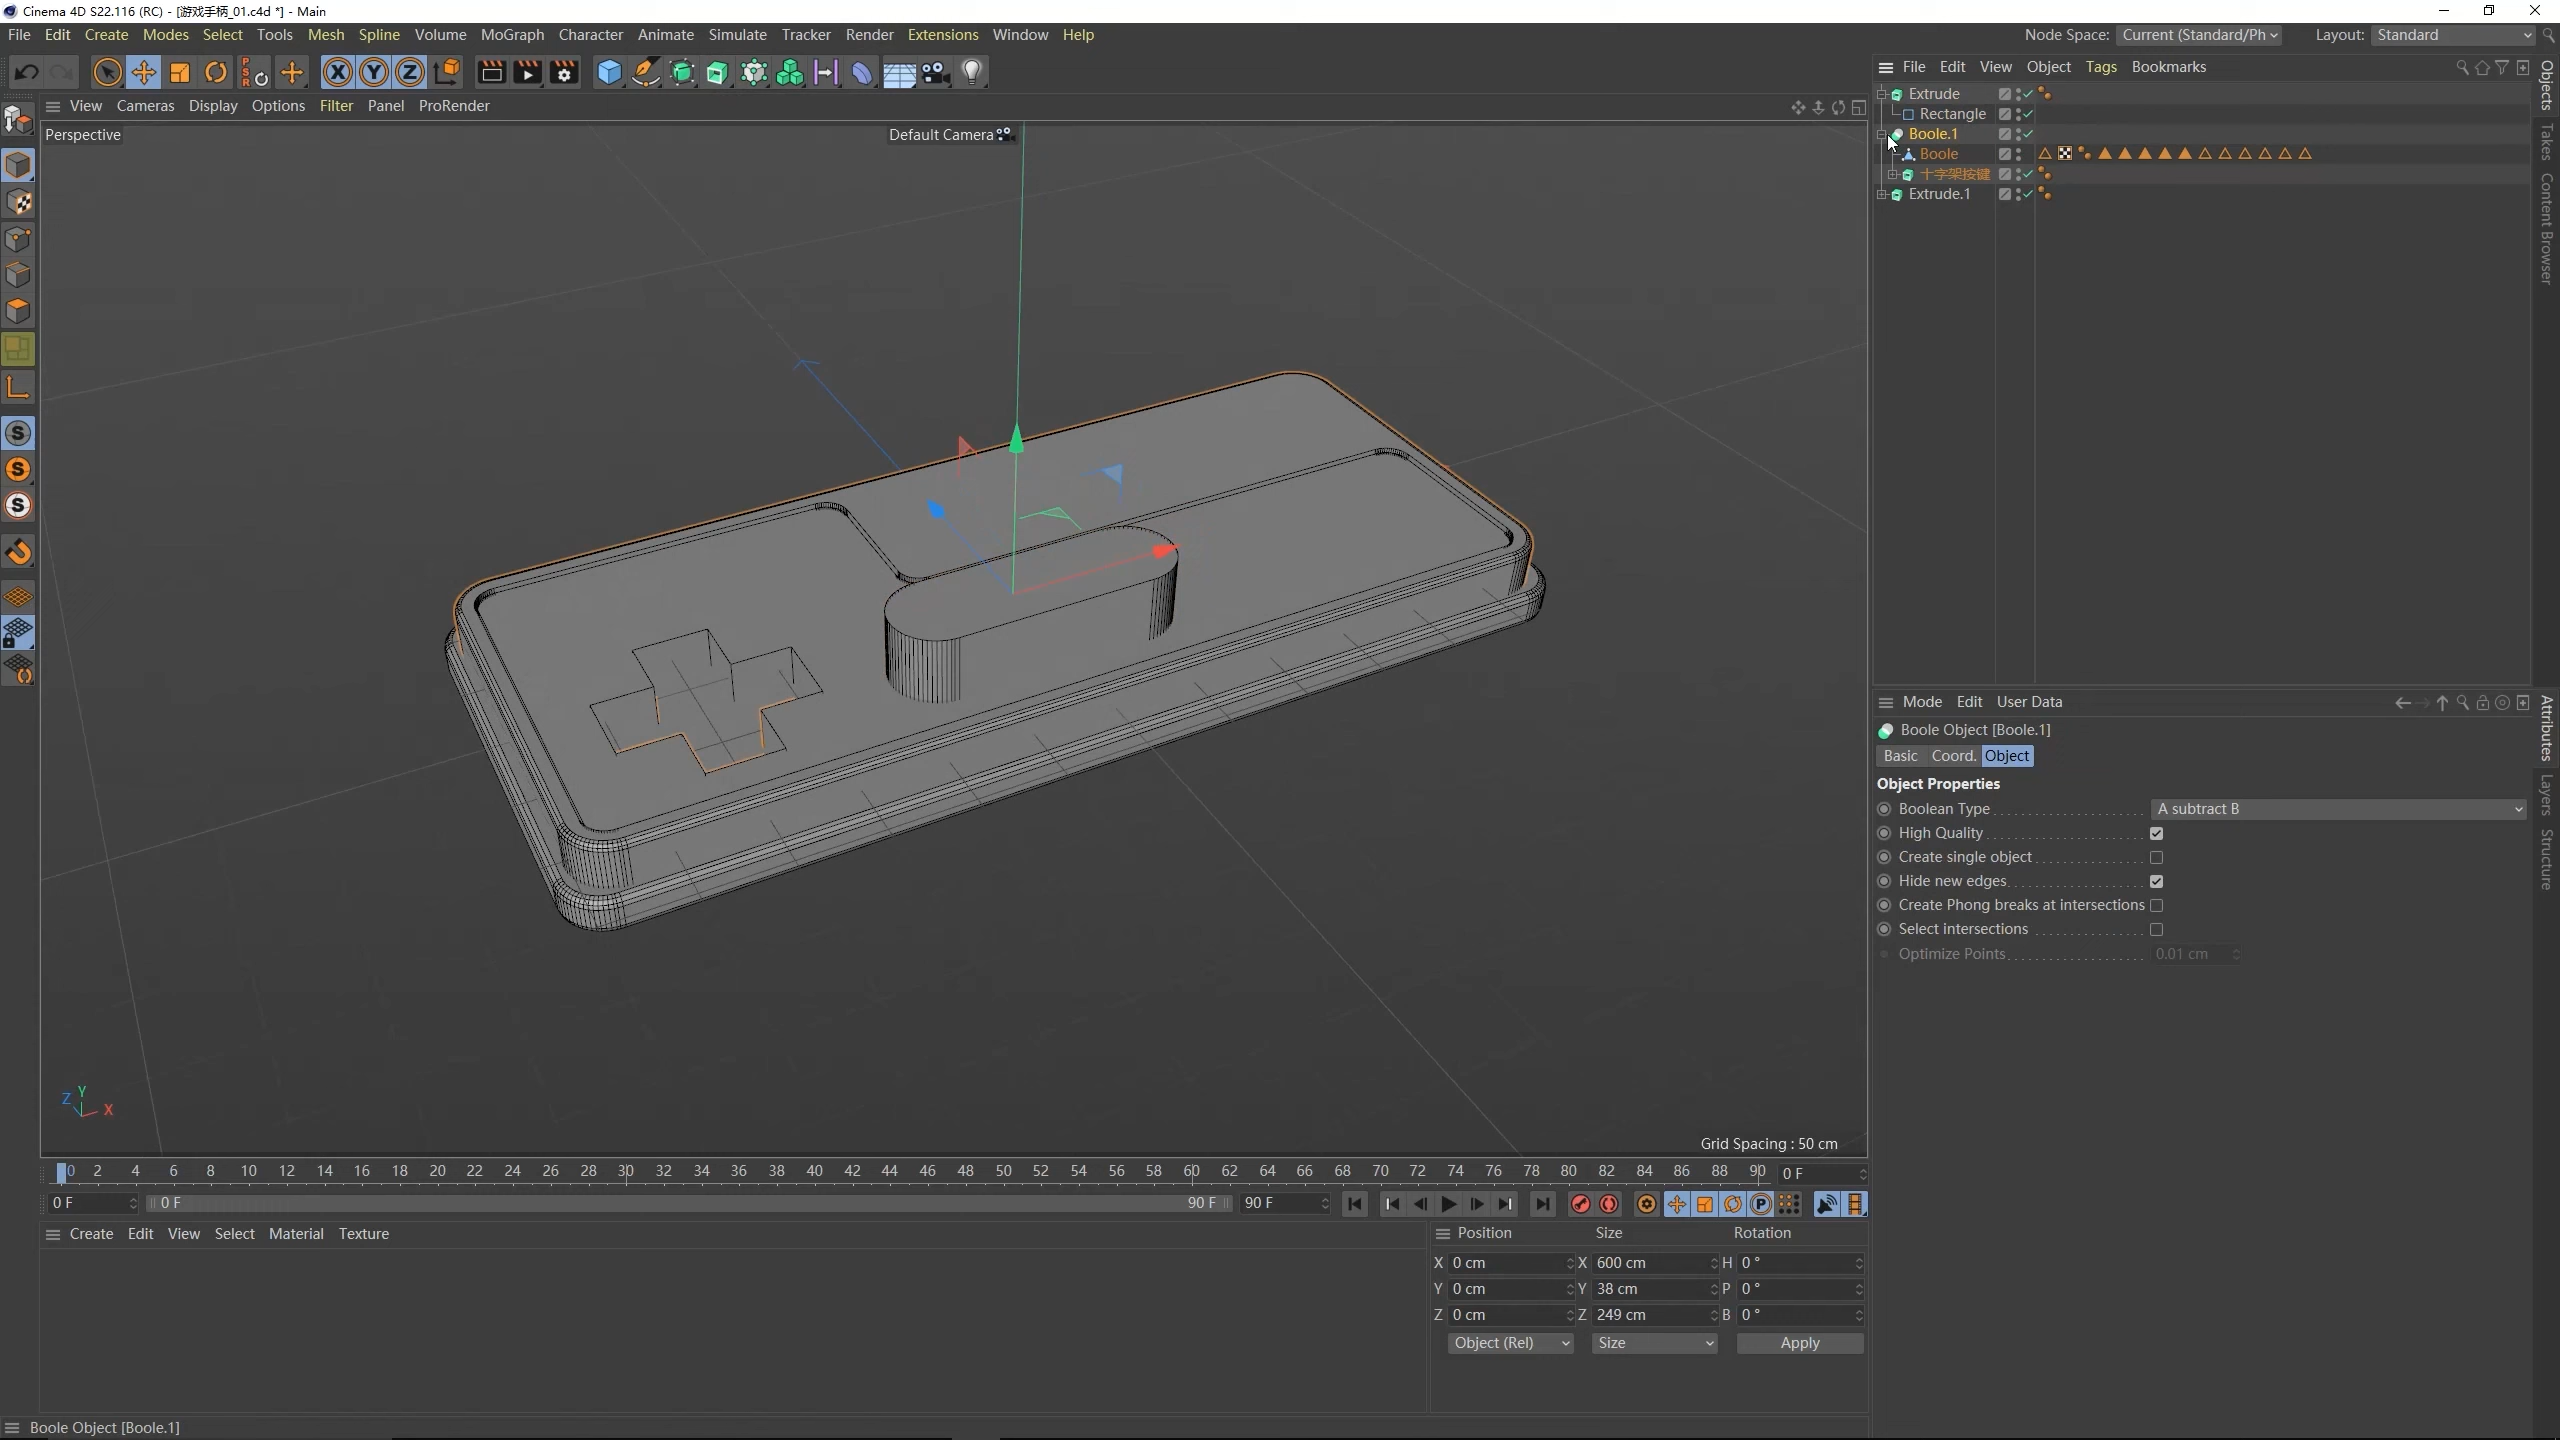 Cinema 4D S22.116 (RC) - [游戏手柄_01.c4d *] - Main
File Edit Create Modes Select Tools Mesh Spline Volume MoGraph Character Animate Simulate Tracker Render Extensions Window Help
Node Space: Current (Standard/Ph Layout: Standard
PSR
X Y Z
File Edit View Object Tags Bookmarks
View Cameras Display Options Filter Panel ProRender
Perspective
Default Camera
Extrude
Rectangle
Boole.1
Boole
十字架按键
Extrude.1
Objects
Takes
Content Browser
S
S
S
Mode Edit User Data
Boole Object [Boole.1]
Basic Coord. Object
Object Properties
Boolean Type A subtract B
High Quality
Create single object
Hide new edges
Create Phong breaks at intersections
Select intersections
Optimize Points 0.01 cm
Attributes
Layers
Structure
Z Y X
Grid Spacing : 50 cm
0 2 4 6 8 10 12 14 16 18 20 22 24 26 28 30 32 34 36 38 40 42 44 46 48 50 52 54 56 58 60 62 64 66 68 70 72 74 76 78 80 82 84 86 88 90 0 F
0 F 0 F 90 F 90 F P
Create Edit View Select Material Texture
Position Size Rotation
X 0 cm X 600 cm H 0 °
Y 0 cm Y 38 cm P 0 °
Z 0 cm Z 249 cm B 0 °
Object (Rel) Size Apply
Boole Object [Boole.1]